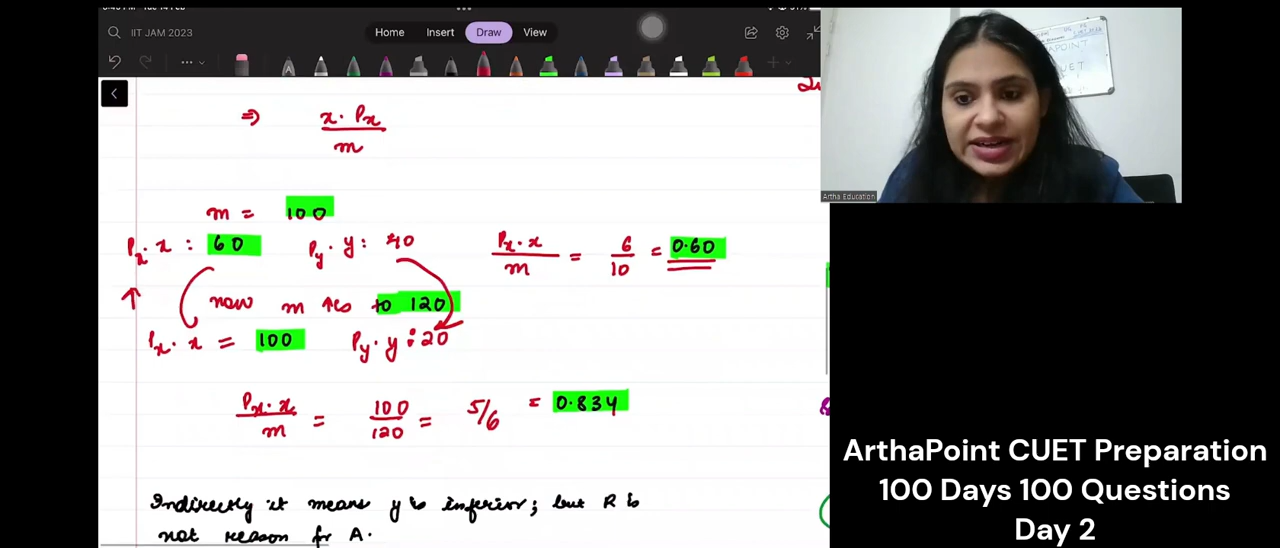 IIT JAM 2023
Home Insert Draw View
⇒ x · Px
m
m = 100
Px · x : 60 Py · y : 40 Px · x / m = 6/10 = 0.60
↑ now m ↑es to 120
Px · x = 100 Py · y : 20
Px · x / m = 100/120 = 5/6 = 0.834
Indirectly it means y is inferior; but R is
not reason for A.
Artha Education
ArthaPoint CUET Preparation
100 Days 100 Questions
Day 2